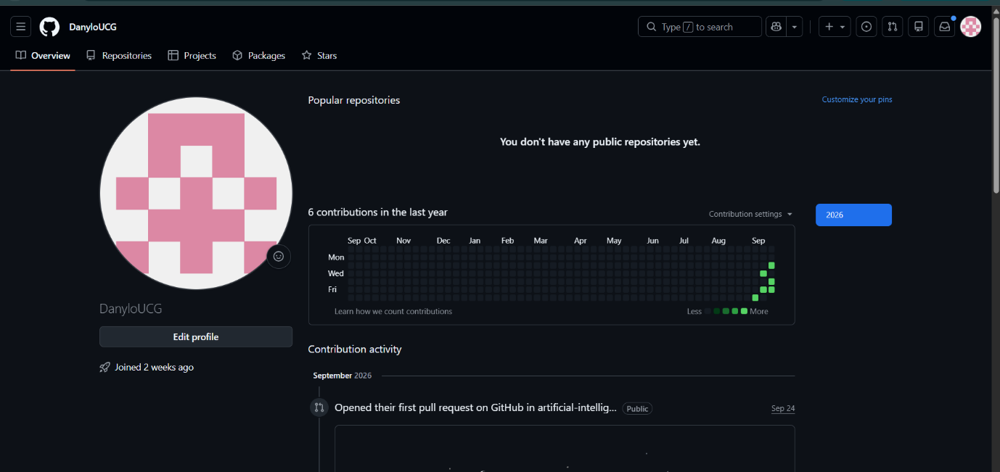 DanyloUCG
Type / to search
Overview Repositories Projects Packages Stars
Popular repositories
Customize your pins
You don't have any public repositories yet.
6 contributions in the last year
Contribution settings
2026
Sep Oct Nov Dec Jan Feb Mar Apr May Jun Jul Aug Sep
Mon
Wed
Fri
Learn how we count contributions
Less More
DanyloUCG
Edit profile
Joined 2 weeks ago
Contribution activity
September 2026
Opened their first pull request on GitHub in artificial-intellig... Public
Sep 24